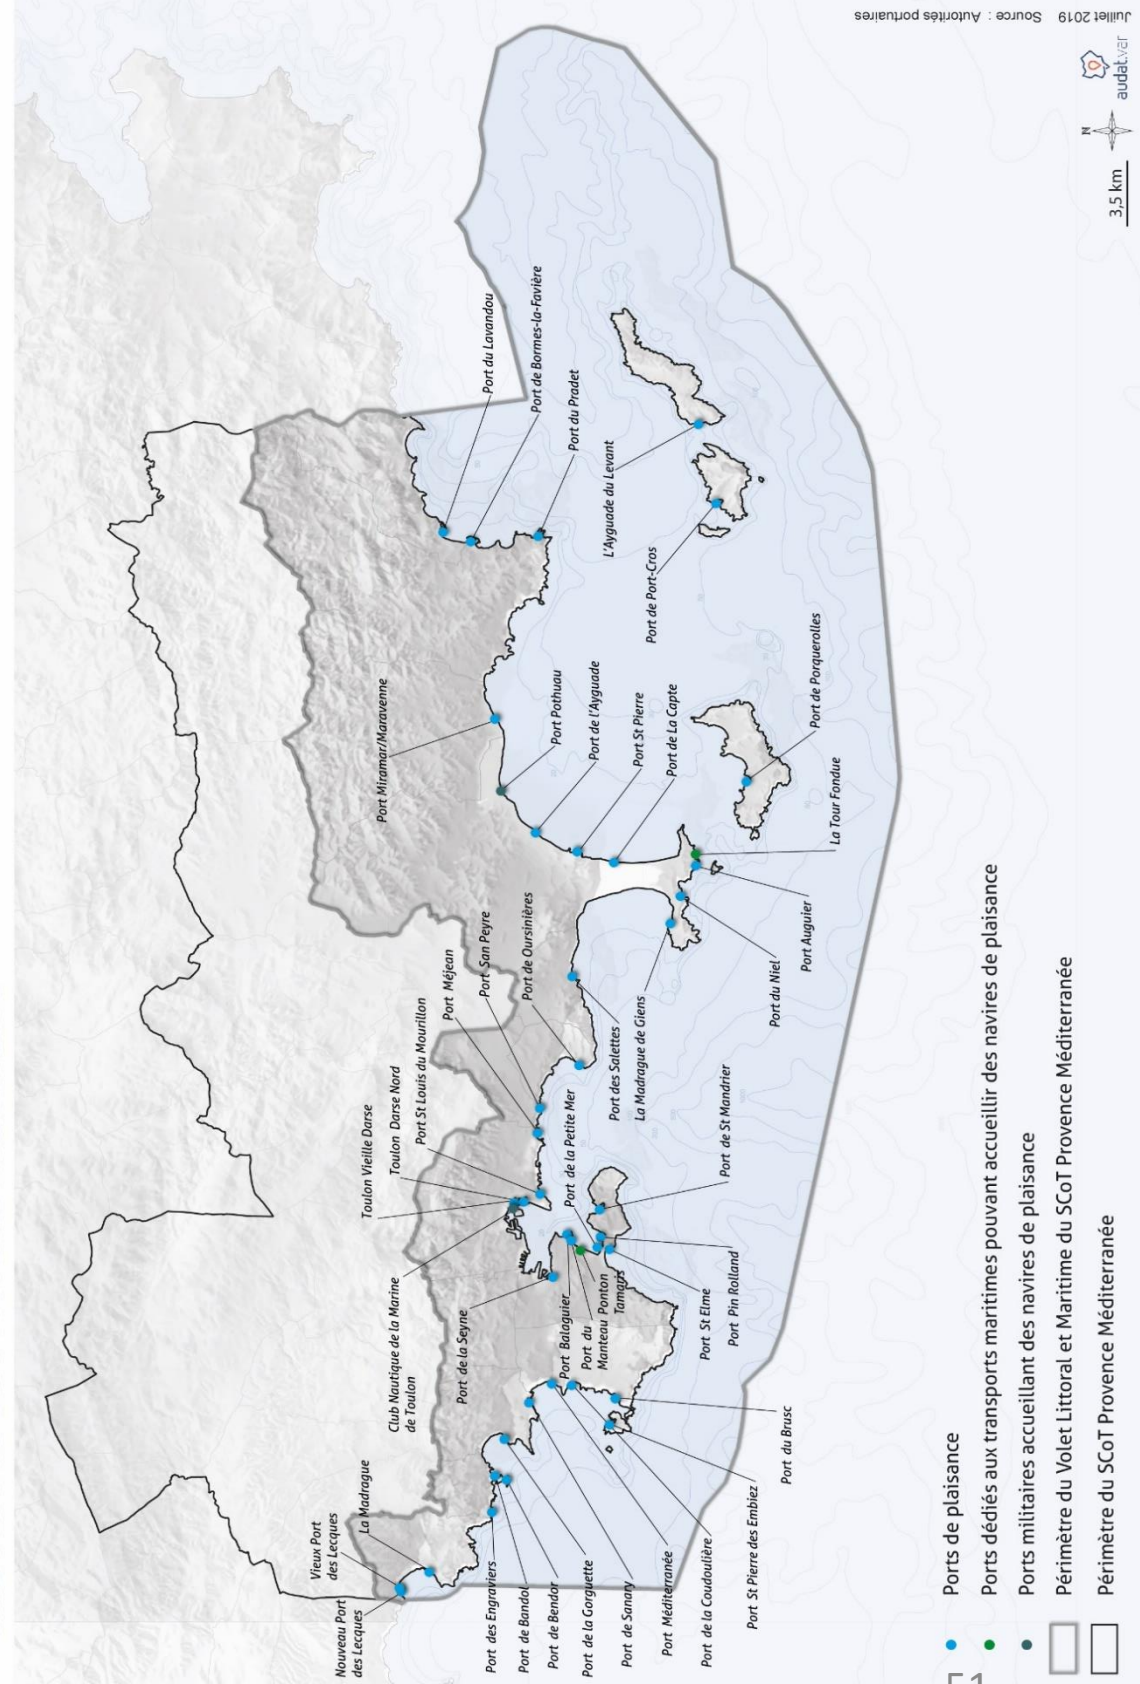 Nouveau Port
des Lecques
Vieux Port
des Lecques
La Madrague
Port des Engraviers
Port de Bandol
Port de Bendor
Port de la Gorguette
Port de Sanary
Port Méditerranée
Port de la Coudoulière
Port St Pierre des Embiez
Port du Brusc
Club Nautique de la Marine
de Toulon
Port de la Seyne
Port Balaguier
Port du
Manteau
Ponton
Tamaris
Port St Elme
Port Pin Rolland
Toulon Vieille Darse
Toulon Darse Nord
Port St Louis du Mourillon
Port Méjean
Port San Peyre
Port de Oursinières
Port de la Petite Mer
Port de St Mandrier
Port des Salettes
La Madrague de Giens
Port du Niel
Port Auguier
La Tour Fondue
Port Miramar/Maravenne
Port Pothuau
Port de l'Ayguade
Port St Pierre
Port de La Capte
Port de Porquerolles
Port de Port-Cros
L'Ayguade du Levant
Port du Pradet
Port de Bormes-la-Favière
Port du Lavandou
Ports de plaisance
Ports dédiés aux transports maritimes pouvant accueillir des navires de plaisance
Ports militaires accueillant des navires de plaisance
Périmètre du Volet Littoral et Maritime du SCoT Provence Méditerranée
Périmètre du SCoT Provence Méditerranée
3,5 km
N
audat.var
Juillet 2019 Source : Autorités portuaires